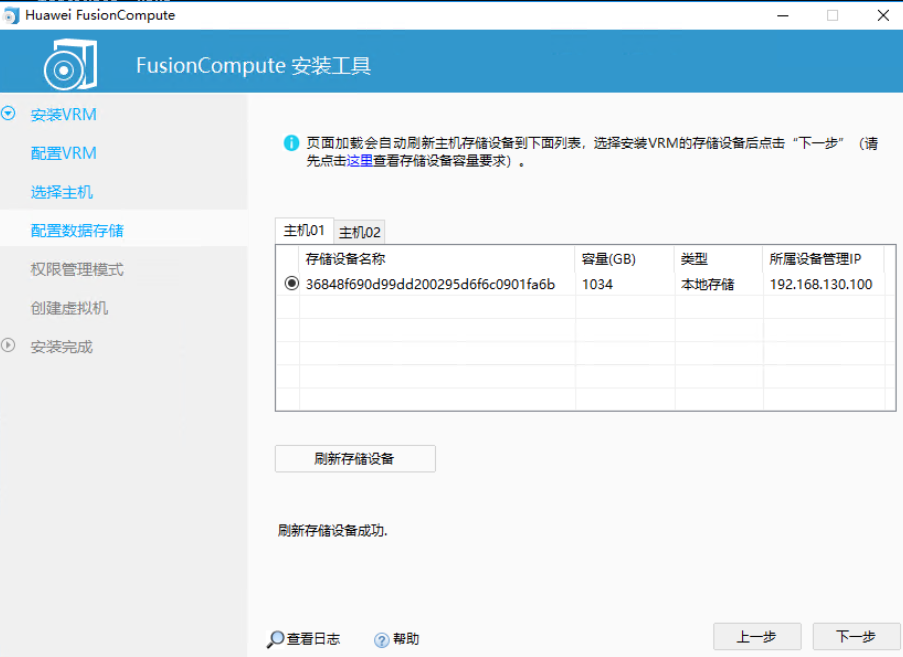 Huawei FusionCompute
FusionCompute 安装工具
安装VRM
配置VRM
选择主机
配置数据存储
权限管理模式
创建虚拟机
安装完成
页面加载会自动刷新主机存储设备到下面列表，选择安装VRM的存储设备后点击“下一步”（请
先点击这里查看存储设备容量要求）。
主机01 主机02
存储设备名称 容量(GB) 类型 所属设备管理IP
36848f690d99dd200295d6f6c0901fa6b 1034 本地存储 192.168.130.100
刷新存储设备
刷新存储设备成功.
查看日志 帮助 上一步 下一步